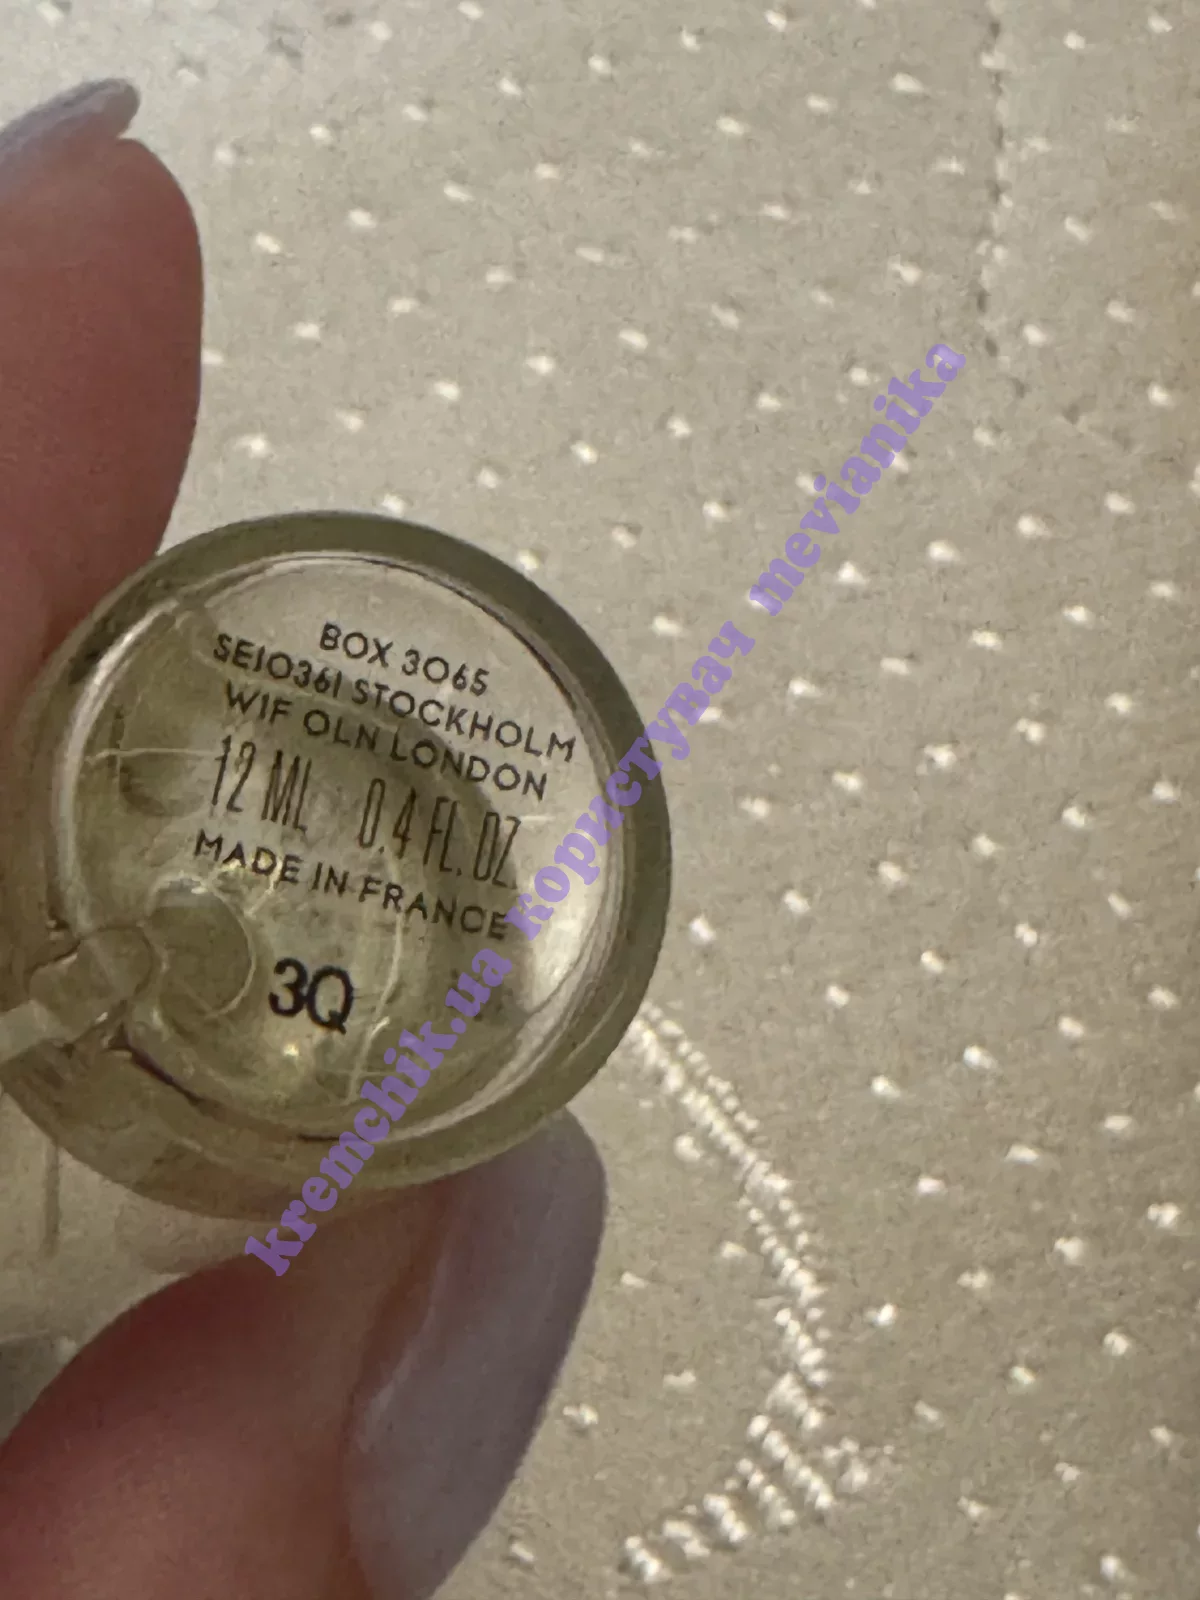 BOX 3065
SE10361 STOCKHOLM
W1F OLN LONDON
12 ML 0.4 FL. OZ.
MADE IN FRANCE
3Q
kremchik.ua користувач mevianika